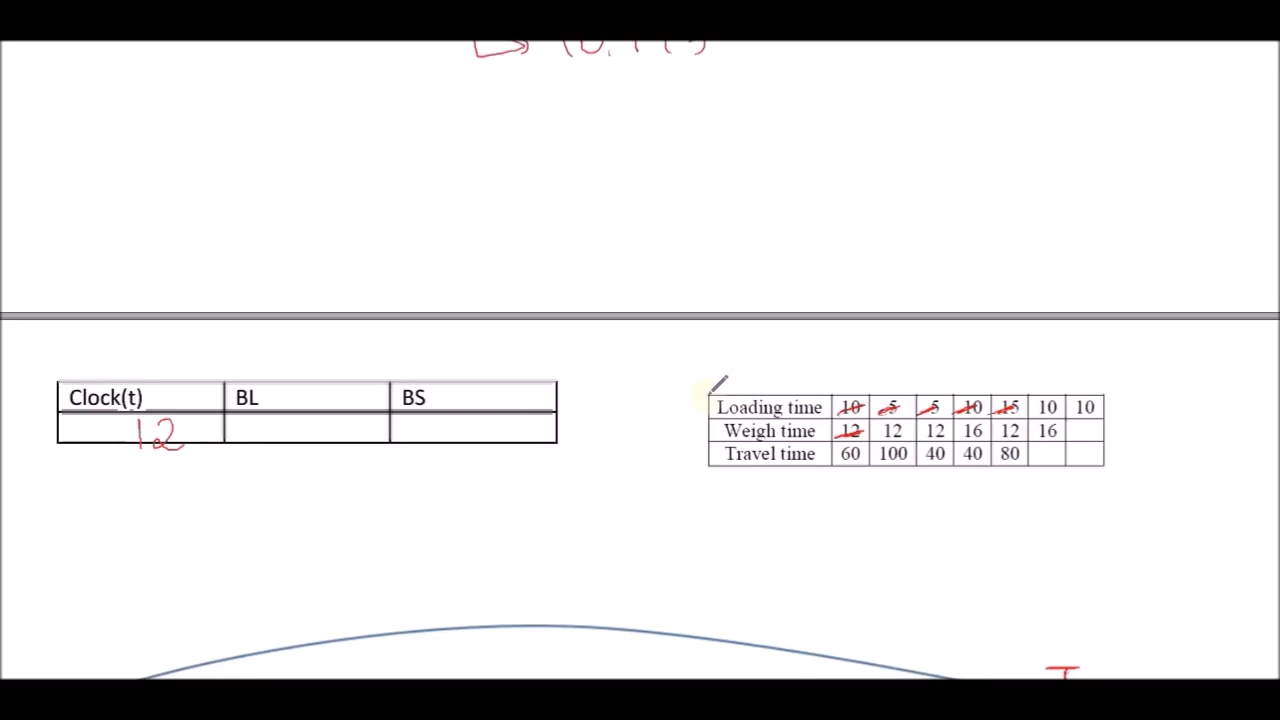 Clock(t) BL BS
12
Loading time 10 5 5 10 15 10 10
Weigh time 12 12 12 16 12 16
Travel time 60 100 40 40 80